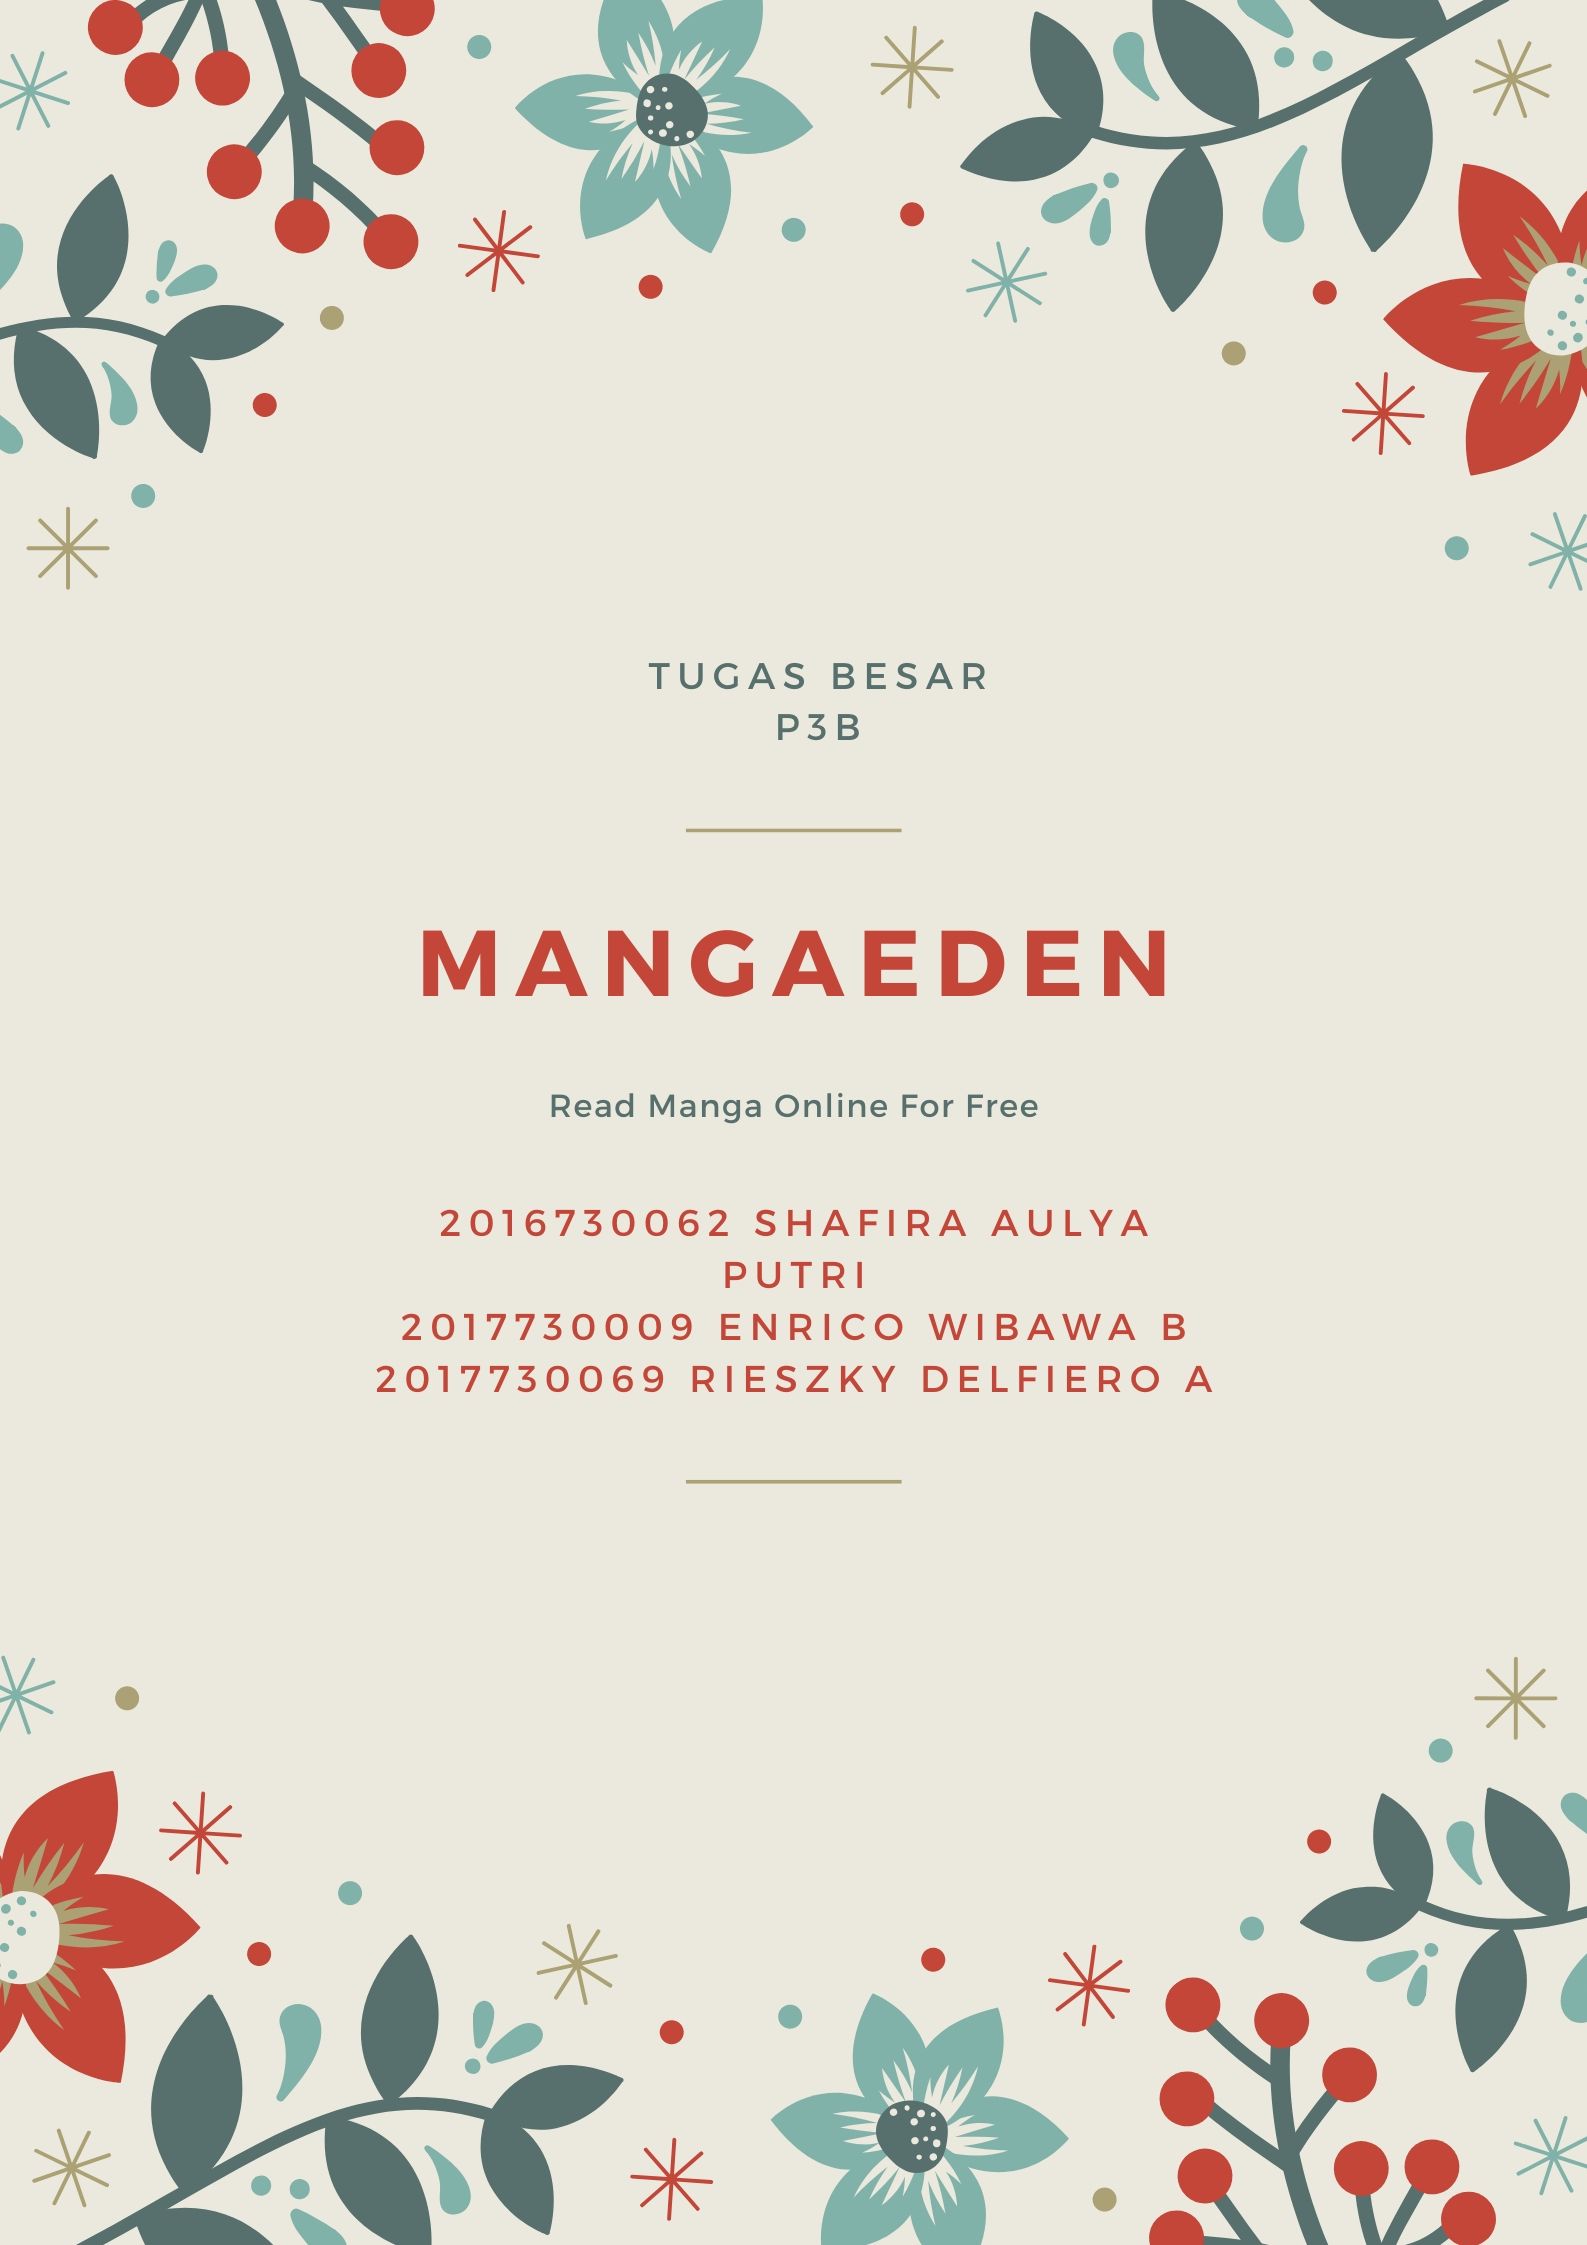 TUGAS BESAR
P3B
MANGAEDEN
Read Manga Online For Free
2016730062 SHAFIRA AULYA
PUTRI
2017730009 ENRICO WIBAWA B
2017730069 RIESZKY DELFIERO A